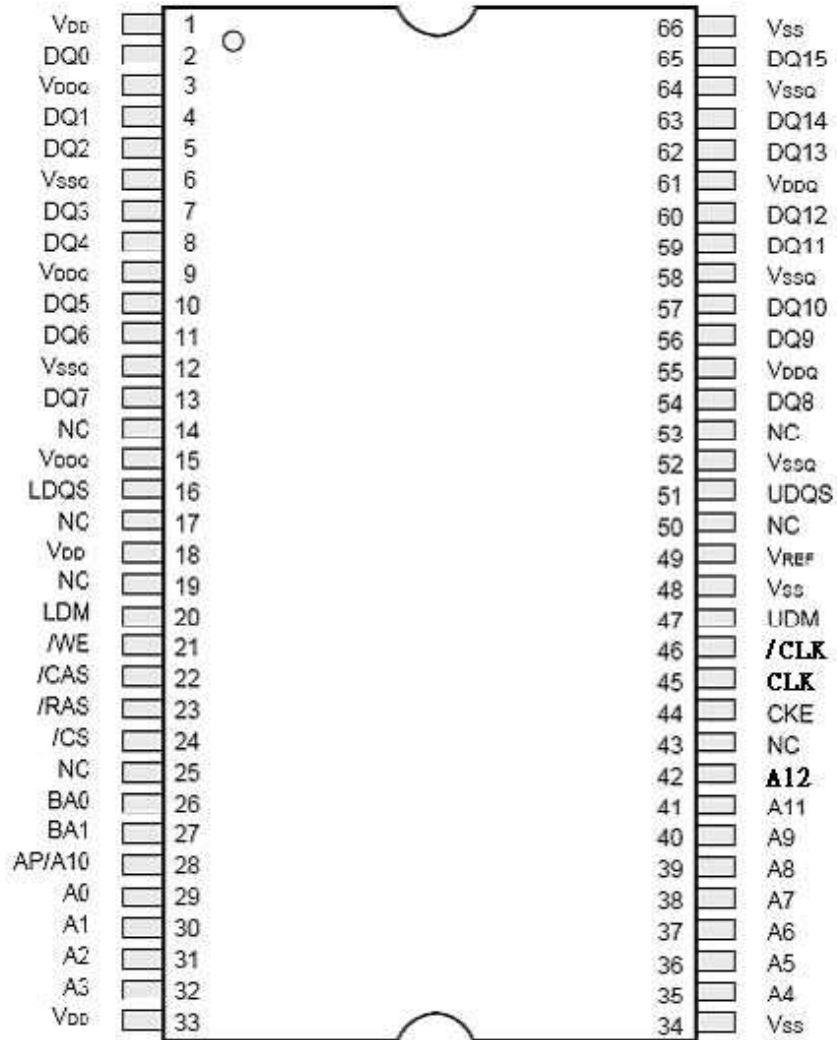 VDD 1 66 VSS
DQ0 2 65 DQ15
VDDQ 3 64 VSSQ
DQ1 4 63 DQ14
DQ2 5 62 DQ13
VSSQ 6 61 VDDQ
DQ3 7 60 DQ12
DQ4 8 59 DQ11
VDDQ 9 58 VSSQ
DQ5 10 57 DQ10
DQ6 11 56 DQ9
VSSQ 12 55 VDDQ
DQ7 13 54 DQ8
NC 14 53 NC
VDDQ 15 52 VSSQ
LDQS 16 51 UDQS
NC 17 50 NC
VDD 18 49 VREF
NC 19 48 VSS
LDM 20 47 UDM
/WE 21 46 /CLK
/CAS 22 45 CLK
/RAS 23 44 CKE
/CS 24 43 NC
NC 25 42 A12
BA0 26 41 A11
BA1 27 40 A9
AP/A10 28 39 A8
A0 29 38 A7
A1 30 37 A6
A2 31 36 A5
A3 32 35 A4
VDD 33 34 VSS